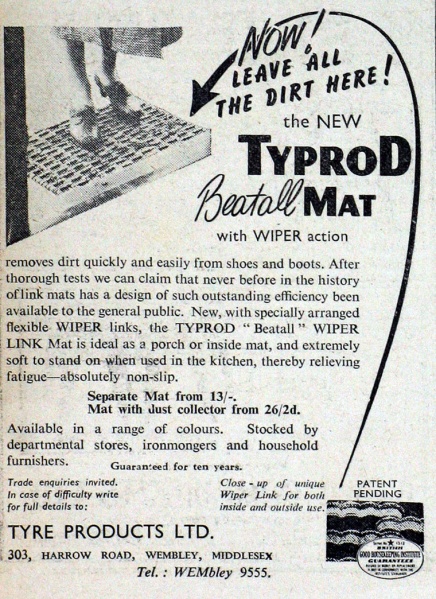 NOW!
LEAVE ALL
THE DIRT HERE!
the NEW
TYPROD
Beatall MAT
with WIPER action
removes dirt quickly and easily from shoes and boots. After
thorough tests we can claim that never before in the history
of link mats has a design of such outstanding efficiency been
available to the general public. New, with specially arranged
flexible WIPER links, the TYPROD "Beatall" WIPER
LINK Mat is ideal as a porch or inside mat, and extremely
soft to stand on when used in the kitchen, thereby relieving
fatigue—absolutely non-slip.
Separate Mat from 13/-.
Mat with dust collector from 26/2d.
Available in a range of colours. Stocked by
departmental stores, ironmongers and household
furnishers.
Guaranteed for ten years.
Trade enquiries invited.
In case of difficulty write
for full details to:
Close-up of unique
Wiper Link for both
inside and outside use.
PATENT
PENDING
TYRE PRODUCTS LTD.
303, HARROW ROAD, WEMBLEY, MIDDLESEX
Tel.: WEMbley 9555.
BRITISH
GOOD HOUSEKEEPING INSTITUTE
GUARANTEES